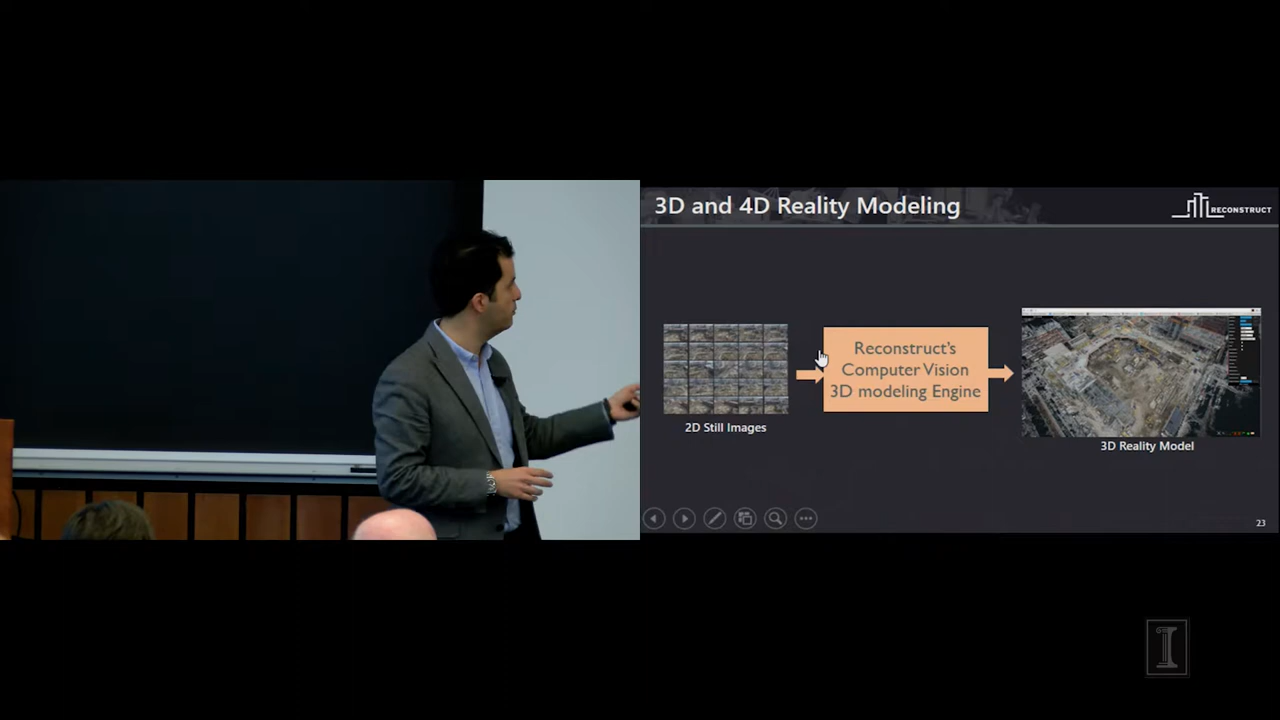 3D and 4D Reality Modeling
RECONSTRUCT
Reconstruct's
Computer Vision
3D modeling Engine
2D Still Images
3D Reality Model
23
I